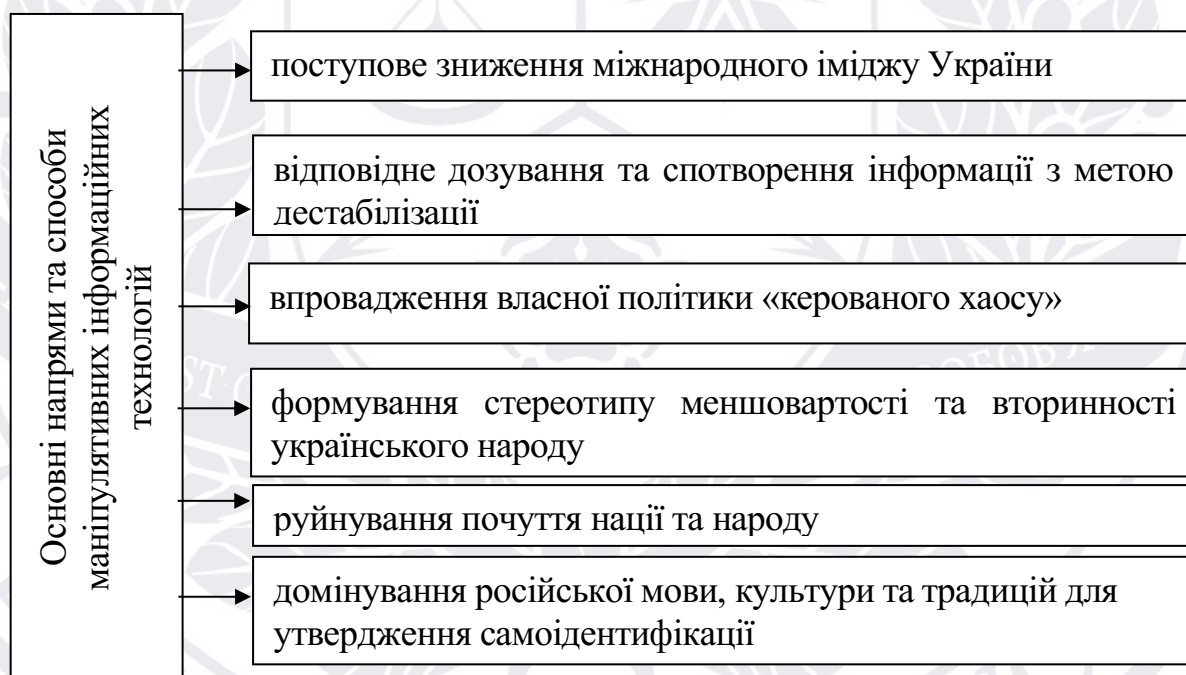 Основні напрями та способи
маніпулятивних інформаційних
технологій
поступове зниження міжнародного іміджу України
відповідне дозування та спотворення інформації з метою
дестабілізації
впровадження власної політики «керованого хаосу»
формування стереотипу меншовартості та вторинності
українського народу
руйнування почуття нації та народу
домінування російської мови, культури та традицій для
утвердження самоідентифікації